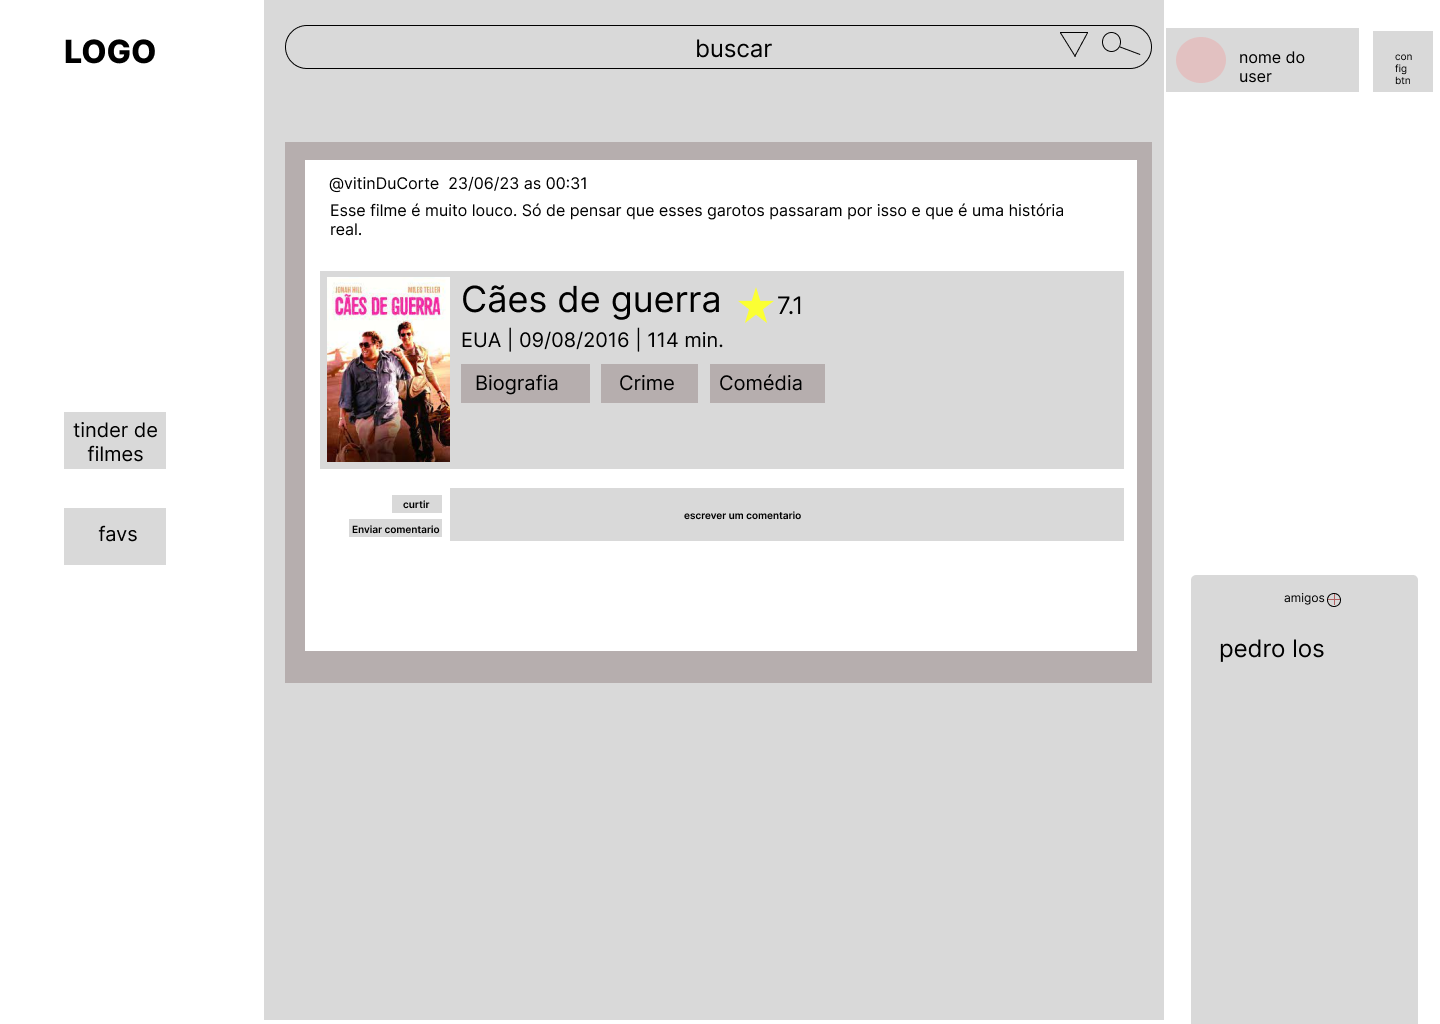 LOGO
buscar
nome do
user
con
fig
btn
@vitinDuCorte 23/06/23 as 00:31
Esse filme é muito louco. Só de pensar que esses garotos passaram por isso e que é uma história
real.
JONAH HILL MILES TELLER
CÃES DE GUERRA
Cães de guerra 7.1
EUA | 09/08/2016 | 114 min.
Biografia Crime Comédia
tinder de
filmes
favs
curtir
Enviar comentario
escrever um comentario
amigos
pedro los